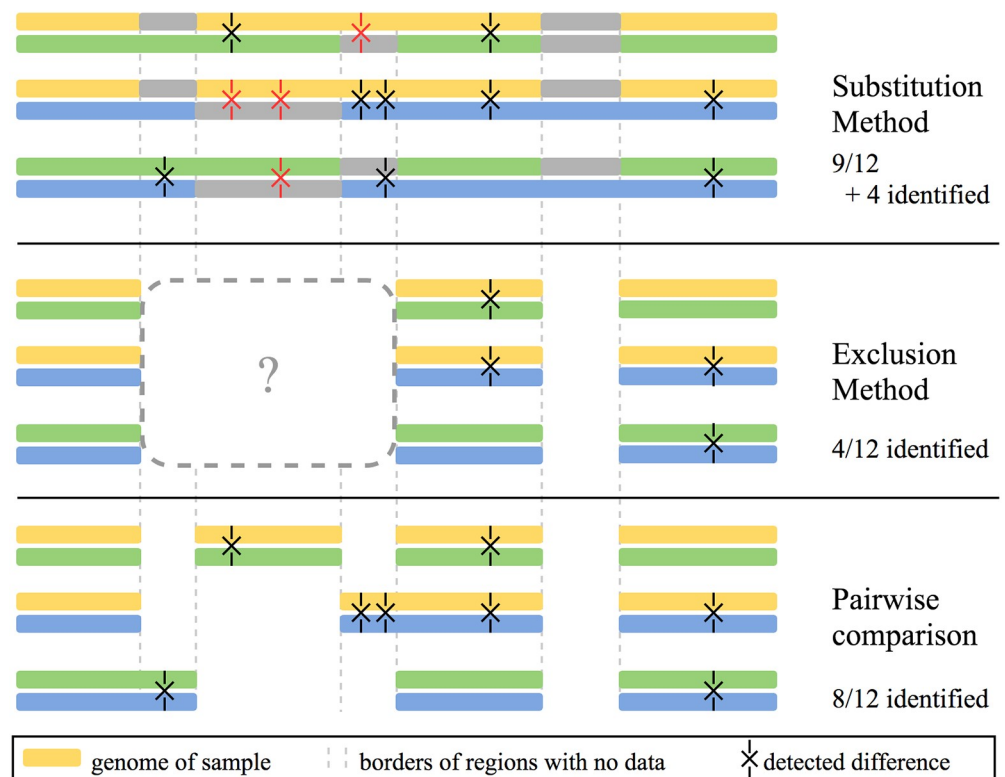 Substitution
Method
9/12
+ 4 identified
?
Exclusion
Method
4/12 identified
Pairwise
comparison
8/12 identified
genome of sample
borders of regions with no data
detected difference